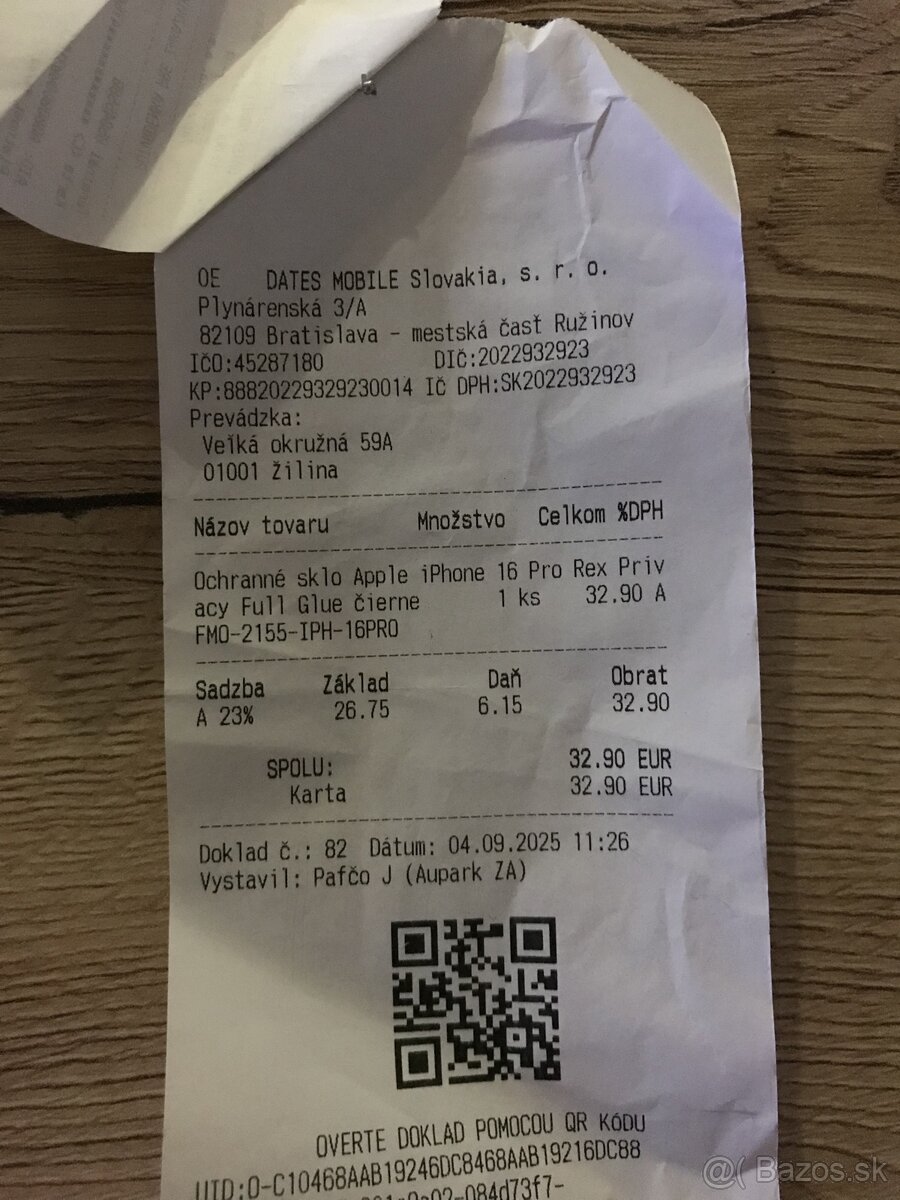 OE DATES MOBILE Slovakia, s. r. o.
Plynárenská 3/A
82109 Bratislava - mestská časť Ružinov
IČO:45287180 DIČ:2022932923
KP:88820229329230014 IČ DPH:SK2022932923
Prevádzka:
Veľká okružná 59A
01001 Žilina
Názov tovaru Množstvo Celkom %DPH
Ochranné sklo Apple iPhone 16 Pro Rex Priv
acy Full Glue čierne 1 ks 32.90 A
FMO-2155-IPH-16PRO
Sadzba Základ Daň Obrat
A 23% 26.75 6.15 32.90
SPOLU: 32.90 EUR
Karta 32.90 EUR
Doklad č.: 82 Dátum: 04.09.2025 11:26
Vystavil: Pafčo J (Aupark ZA)
OVERTE DOKLAD POMOCOU QR KÓDU
UID:O-C10468AAB19246DC8468AAB19216DC88
-084d73f7-
@( Bazos.sk